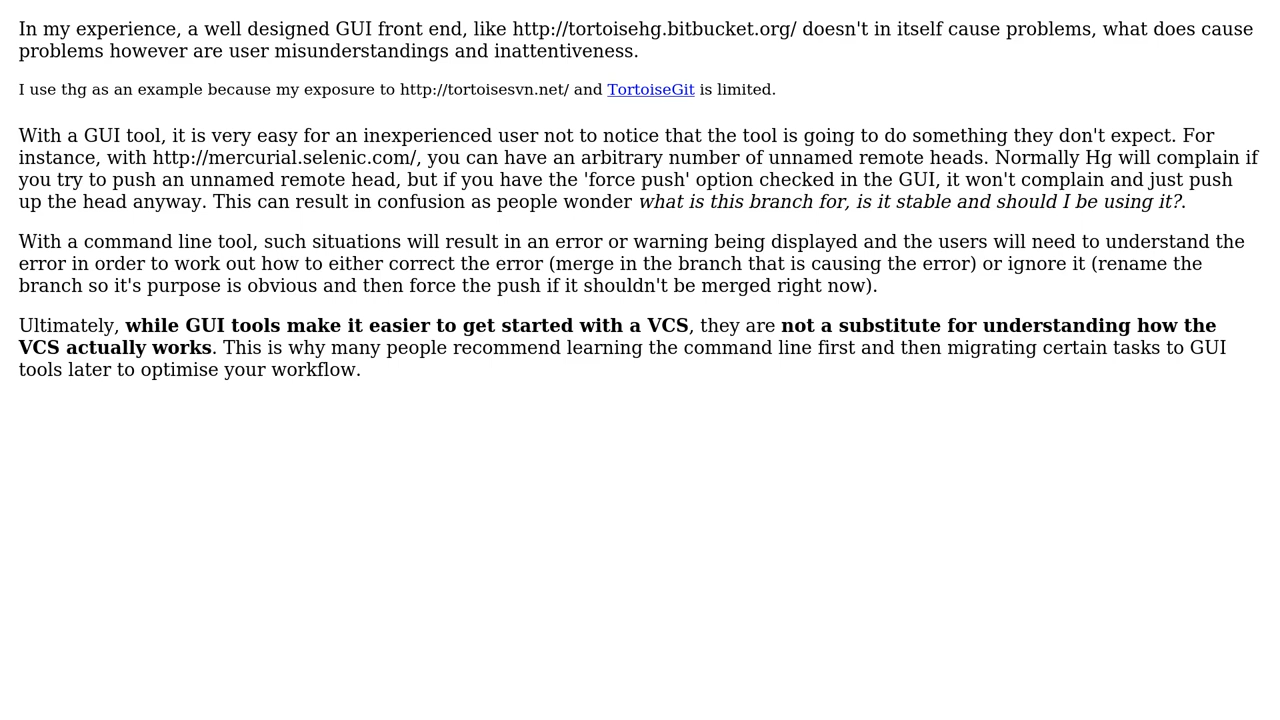 In my experience, a well designed GUI front end, like http://tortoisehg.bitbucket.org/ doesn't in itself cause problems, what does cause
problems however are user misunderstandings and inattentiveness.
I use thg as an example because my exposure to http://tortoisesvn.net/ and TortoiseGit is limited.
With a GUI tool, it is very easy for an inexperienced user not to notice that the tool is going to do something they don't expect. For
instance, with http://mercurial.selenic.com/, you can have an arbitrary number of unnamed remote heads. Normally Hg will complain if
you try to push an unnamed remote head, but if you have the 'force push' option checked in the GUI, it won't complain and just push
up the head anyway. This can result in confusion as people wonder what is this branch for, is it stable and should I be using it?.
With a command line tool, such situations will result in an error or warning being displayed and the users will need to understand the
error in order to work out how to either correct the error (merge in the branch that is causing the error) or ignore it (rename the
branch so it's purpose is obvious and then force the push if it shouldn't be merged right now).
Ultimately, while GUI tools make it easier to get started with a VCS, they are not a substitute for understanding how the
VCS actually works. This is why many people recommend learning the command line first and then migrating certain tasks to GUI
tools later to optimise your workflow.